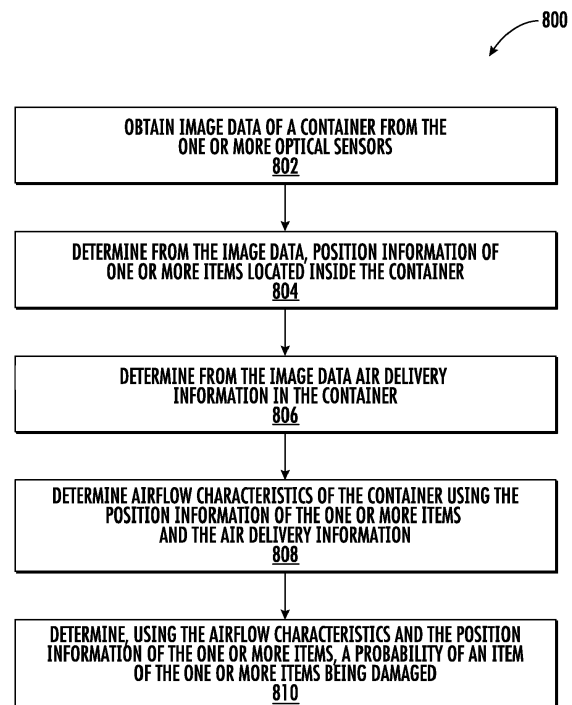 800
OBTAIN IMAGE DATA OF A CONTAINER FROM THE
ONE OR MORE OPTICAL SENSORS
802
DETERMINE FROM THE IMAGE DATA, POSITION INFORMATION OF
ONE OR MORE ITEMS LOCATED INSIDE THE CONTAINER
804
DETERMINE FROM THE IMAGE DATA AIR DELIVERY
INFORMATION IN THE CONTAINER
806
DETERMINE AIRFLOW CHARACTERISTICS OF THE CONTAINER USING THE
POSITION INFORMATION OF THE ONE OR MORE ITEMS
AND THE AIR DELIVERY INFORMATION
808
DETERMINE, USING THE AIRFLOW CHARACTERISTICS AND THE POSITION
INFORMATION OF THE ONE OR MORE ITEMS, A PROBABILITY OF AN ITEM
OF THE ONE OR MORE ITEMS BEING DAMAGED
810